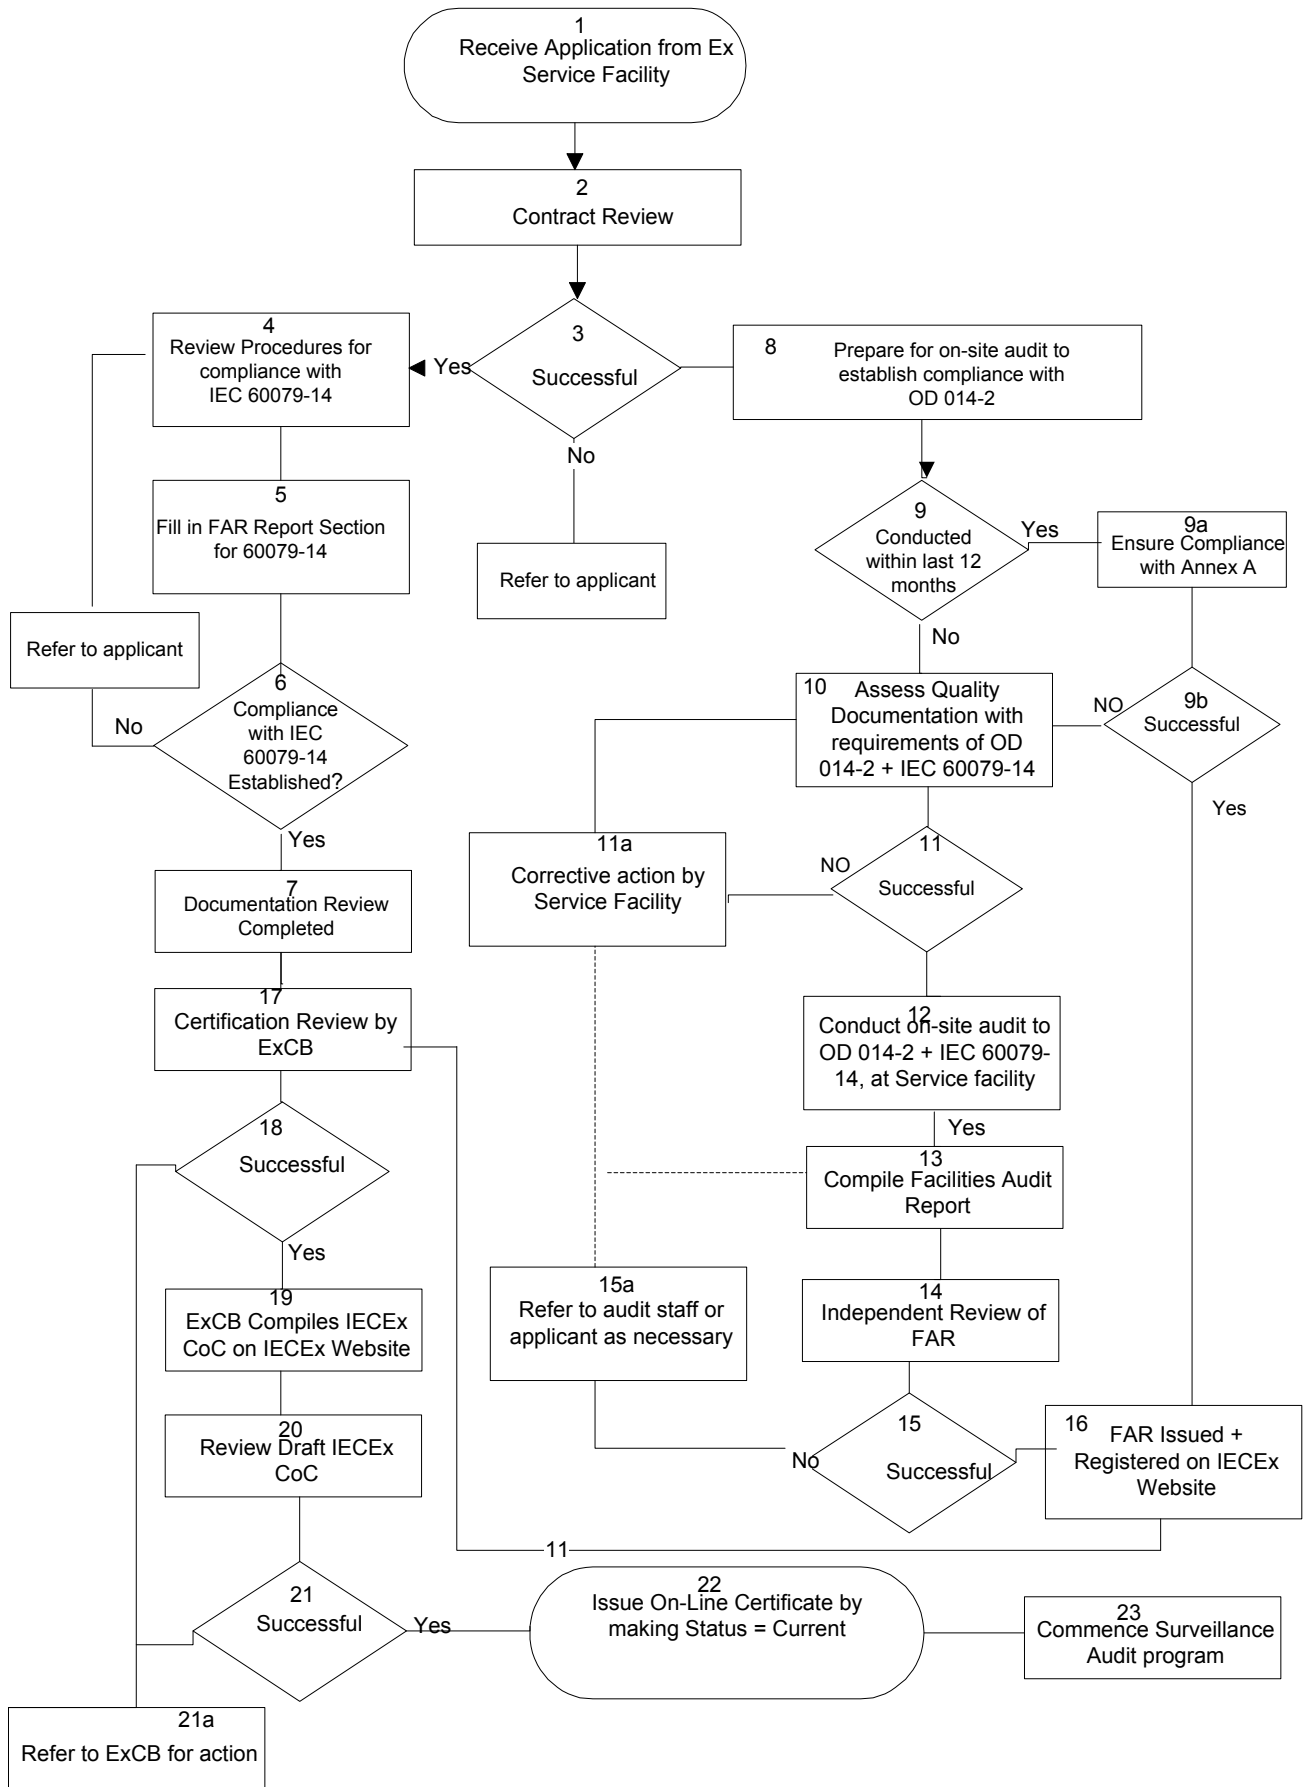 1
Receive Application from Ex
Service Facility
2
Contract Review
3
Successful
Yes
No
Refer to applicant
4
Review Procedures for
compliance with
IEC 60079-14
5
Fill in FAR Report Section
for 60079-14
Refer to applicant
6
Compliance
with IEC
60079-14
Established?
No
Yes
7
Documentation Review
Completed
17
Certification Review by
ExCB
18
Successful
Yes
19
ExCB Compiles IECEx
CoC on IECEx Website
20
Review Draft IECEx
CoC
21
Successful
Yes
21a
Refer to ExCB for action
8
Prepare for on-site audit to
establish compliance with
OD 014-2
9
Conducted
within last 12
months
Yes
No
9a
Ensure Compliance
with Annex A
9b
Successful
NO
Yes
10
Assess Quality
Documentation with
requirements of OD
014-2 + IEC 60079-14
11
Successful
NO
11a
Corrective action by
Service Facility
12
Conduct on-site audit to
OD 014-2 + IEC 60079-
14, at Service facility
Yes
13
Compile Facilities Audit
Report
14
Independent Review of
FAR
15
Successful
No
15a
Refer to audit staff or
applicant as necessary
16
FAR Issued +
Registered on IECEx
Website
11
22
Issue On-Line Certificate by
making Status = Current
23
Commence Surveillance
Audit program